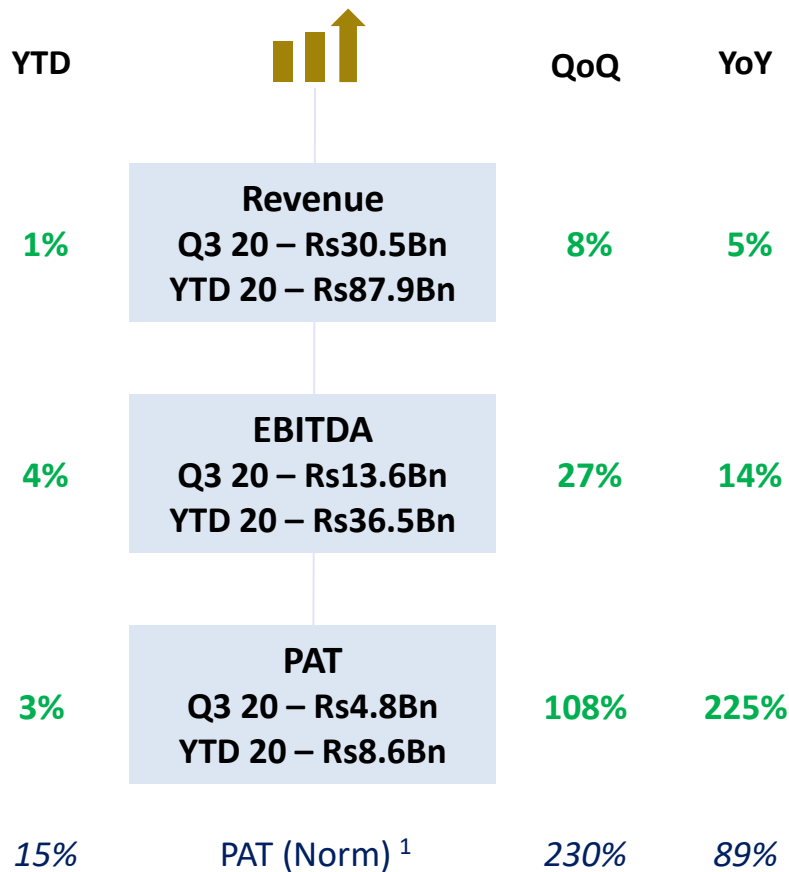 YTD QoQ YoY
Revenue
1% Q3 20 – Rs30.5Bn 8% 5%
YTD 20 – Rs87.9Bn
EBITDA
4% Q3 20 – Rs13.6Bn 27% 14%
YTD 20 – Rs36.5Bn
PAT
3% Q3 20 – Rs4.8Bn 108% 225%
YTD 20 – Rs8.6Bn
15% PAT (Norm) 1 230% 89%